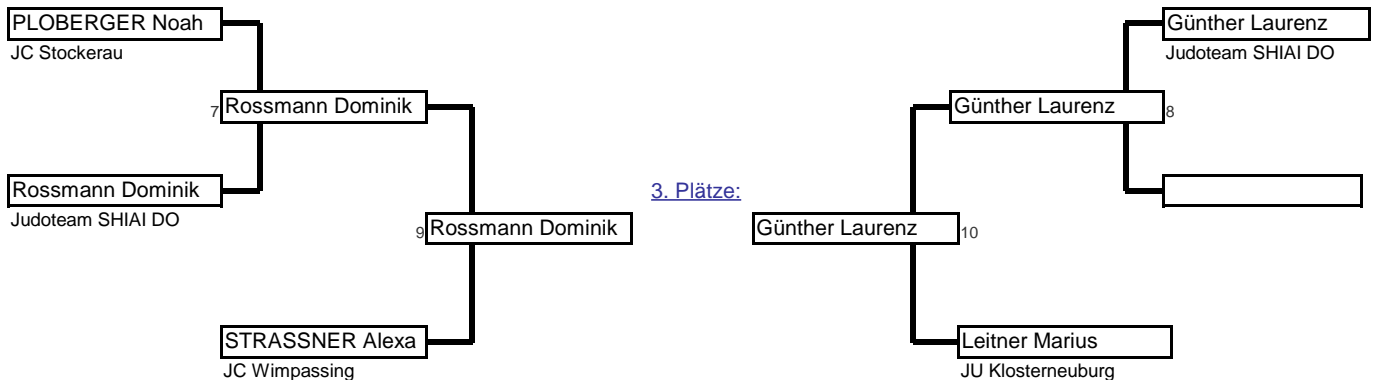 PLOBERGER Noah
JC Stockerau
7 Rossmann Dominik
Rossmann Dominik
Judoteam SHIAI DO
9 Rossmann Dominik
STRASSNER Alexa
JC Wimpassing
3. Plätze:
Günther Laurenz
Judoteam SHIAI DO
Günther Laurenz 8
Günther Laurenz 10
Leitner Marius
JU Klosterneuburg